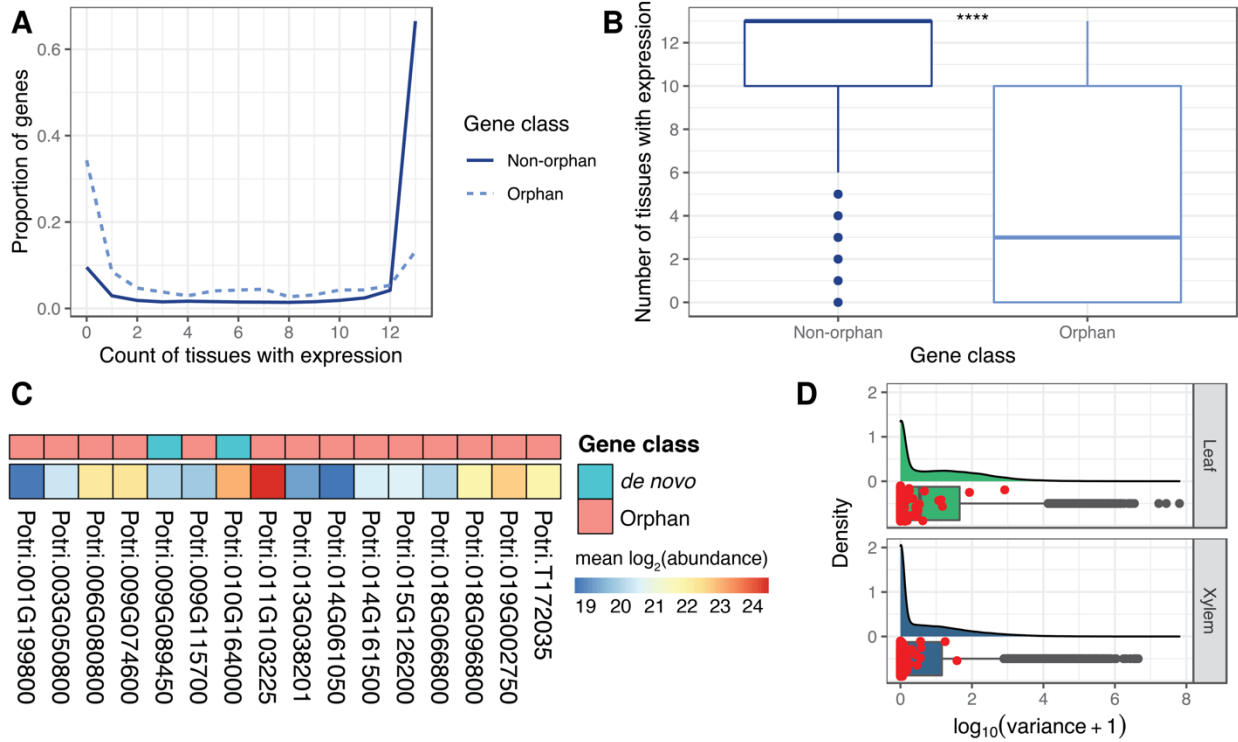 A
0.6
0.4
0.2
0.0
Proportion of genes
0 2 4 6 8 10 12
Count of tissues with expression
Gene class
Non-orphan
Orphan
B
****
12
10
8
6
4
2
0
Number of tissues with expression
Non-orphan Orphan
Gene class
C
Gene class
de novo
Orphan
mean log2(abundance)
19 20 21 22 23 24
Potri.001G199800
Potri.003G050800
Potri.006G080800
Potri.009G074600
Potri.009G089450
Potri.009G115700
Potri.010G164000
Potri.011G103225
Potri.013G038201
Potri.014G061050
Potri.014G161500
Potri.015G126200
Potri.018G066800
Potri.018G096800
Potri.019G002750
Potri.T172035
D
2
1
0
Leaf
2
1
0
Xylem
Density
0 2 4 6 8
log10(variance + 1)